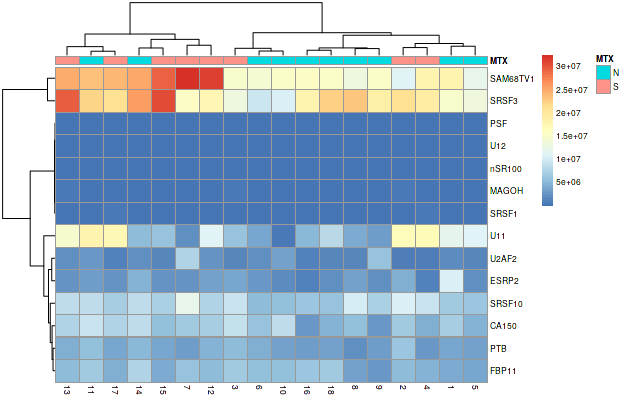 MTX
SAM68TV1
SRSF3
PSF
U12
nSR100
MAGOH
SRSF1
U11
U2AF2
ESRP2
SRSF10
CA150
PTB
FBP11
13 11 17 14 15 7 12 3 6 10 16 18 8 9 2 4 1 5
3e+07
2.5e+07
2e+07
1.5e+07
1e+07
5e+06
MTX
N
S